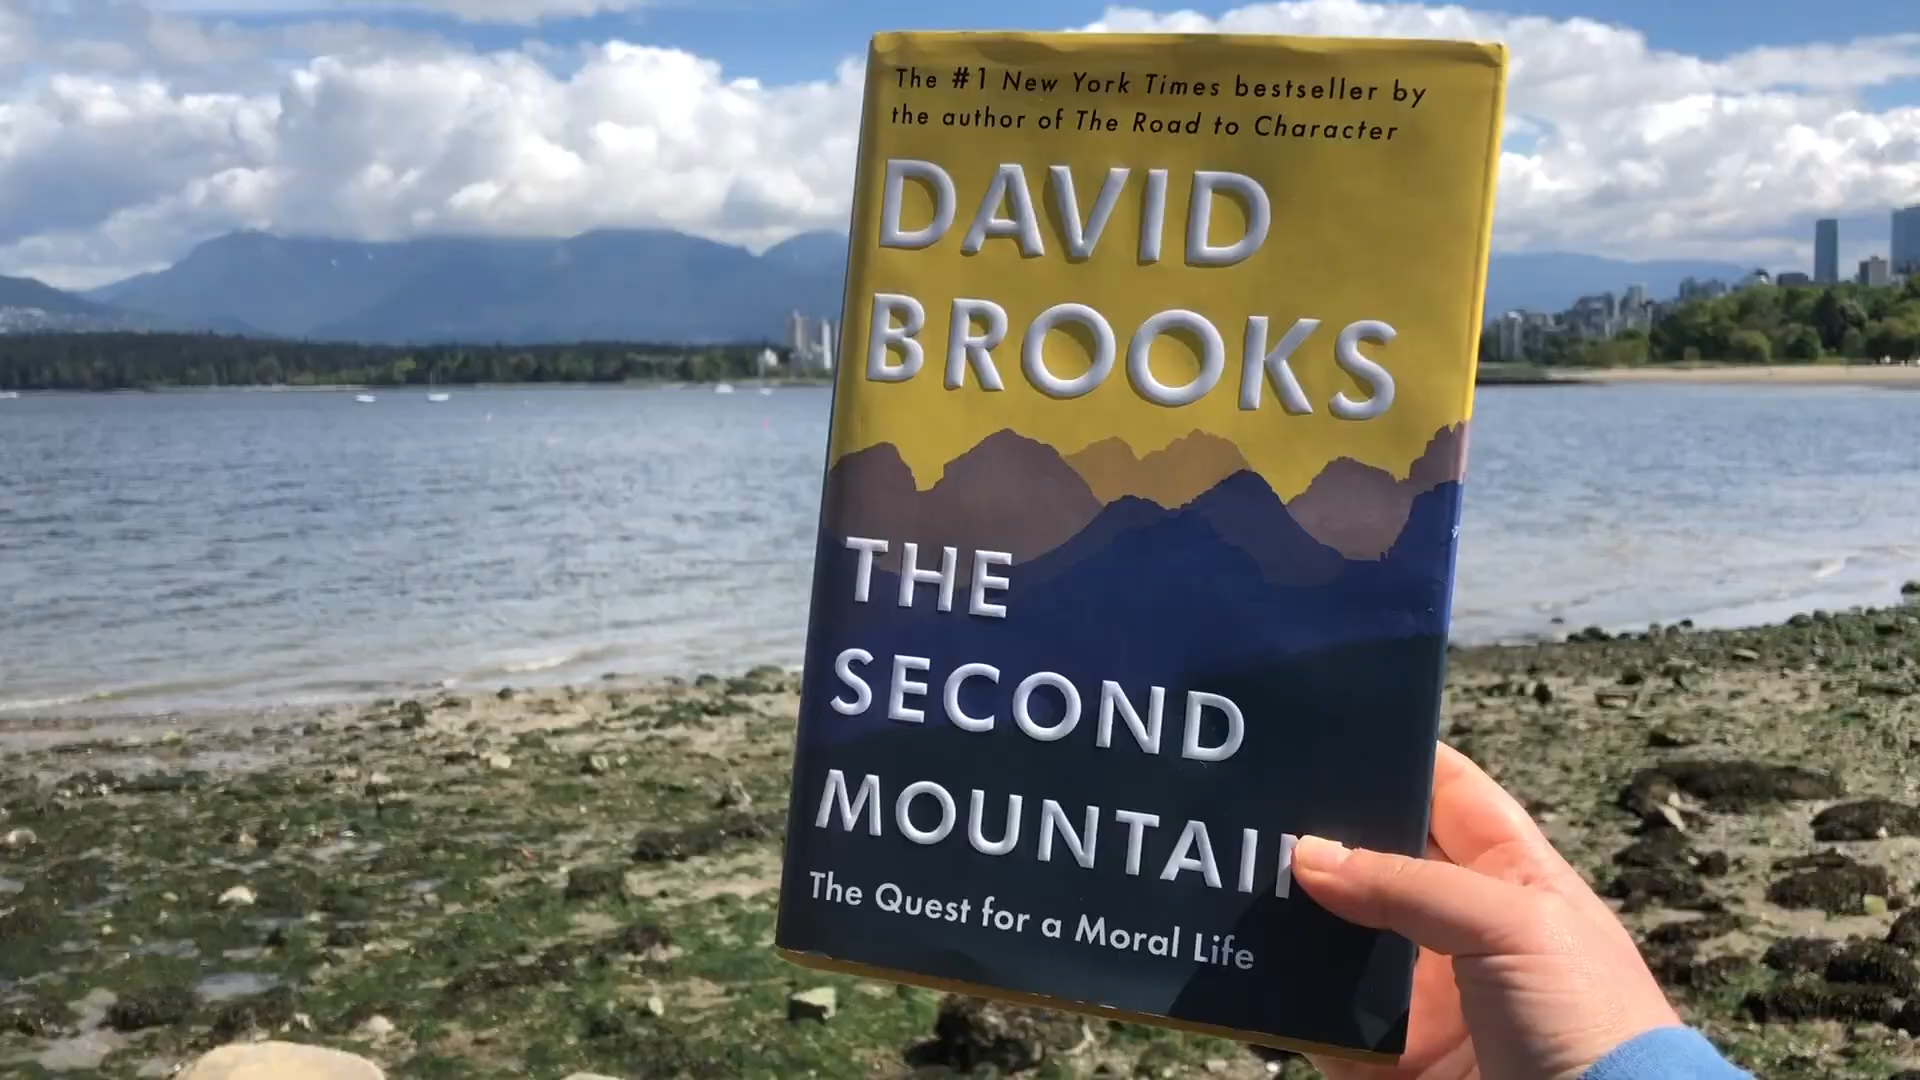 The #1 New York Times bestseller by
the author of The Road to Character
DAVID
BROOKS
THE
SECOND
MOUNTAIN
The Quest for a Moral Life